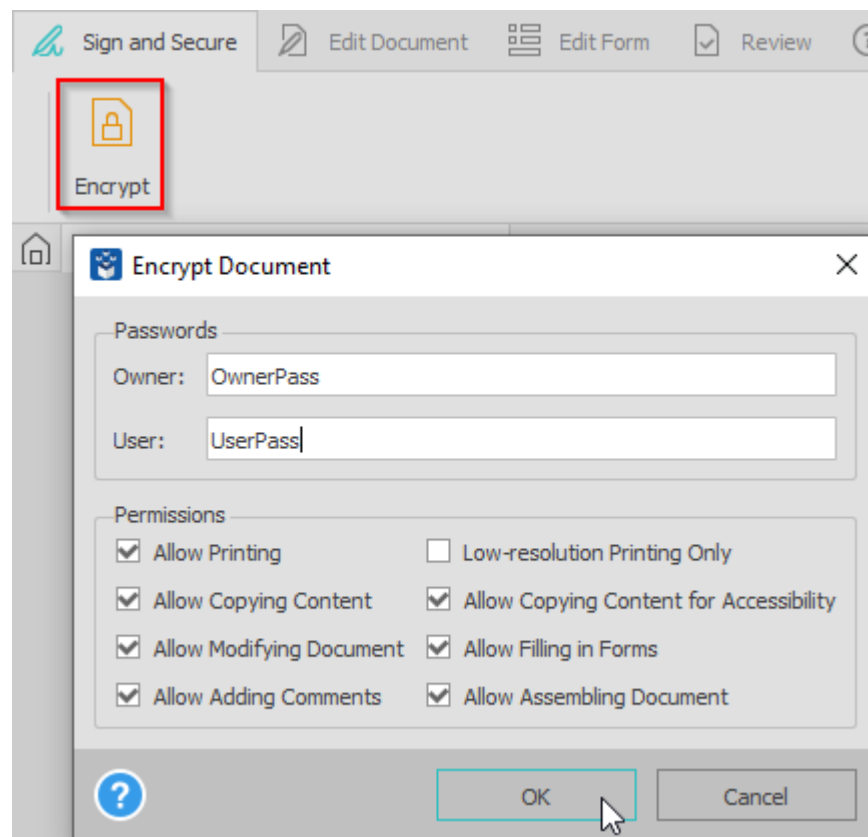 Sign and Secure Edit Document Edit Form Review
Encrypt
Encrypt Document
Passwords
Owner: OwnerPass
User: UserPass
Permissions
Allow Printing Low-resolution Printing Only
Allow Copying Content Allow Copying Content for Accessibility
Allow Modifying Document Allow Filling in Forms
Allow Adding Comments Allow Assembling Document
? OK Cancel